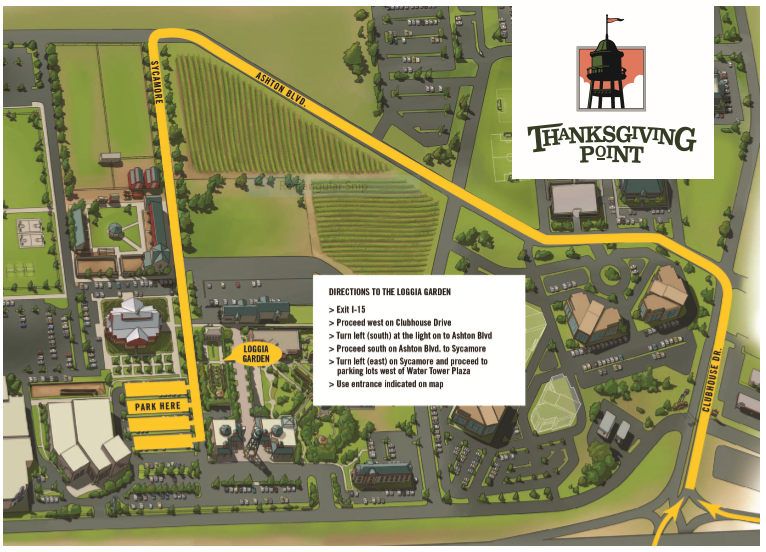 THANKSGIVING
POINT
SYCAMORE
ASHTON BLVD.
Rectangular Snip
DIRECTIONS TO THE LOGGIA GARDEN
> Exit I-15
> Proceed west on Clubhouse Drive
> Turn left (south) at the light on to Ashton Blvd
> Proceed south on Ashton Blvd. to Sycamore
> Turn left (east) on Sycamore and proceed to
parking lots west of Water Tower Plaza
> Use entrance indicated on map
LOGGIA
GARDEN
CLUBHOUSE DR.
PARK HERE